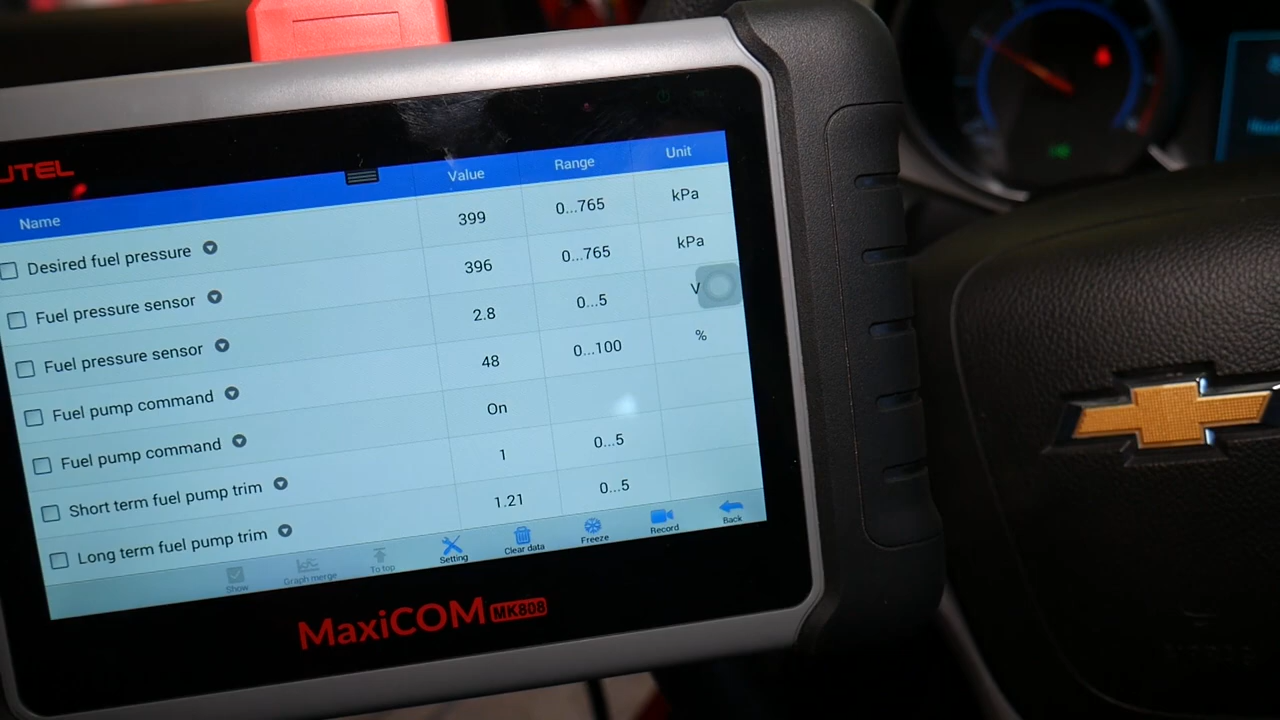 UTEL
Name Value Range Unit
Desired fuel pressure 399 0...765 kPa
Fuel pressure sensor 396 0...765 kPa
Fuel pressure sensor 2.8 0...5 V
Fuel pump command 48 0...100 %
Fuel pump command On
Short term fuel pump trim 1 0...5
Long term fuel pump trim 1.21 0...5
Show Graph merge To top Setting Clear data Freeze Record Back
MaxiCOM MK808